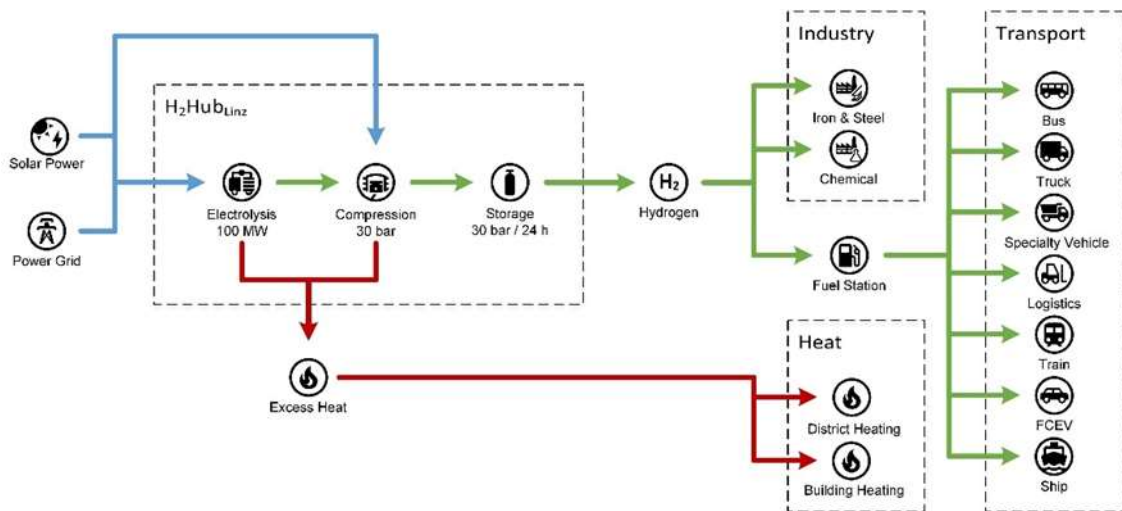 Industry
Transport
H₂Hub_Linz
Iron & Steel
Bus
Solar Power
Chemical
Truck
Electrolysis
100 MW
Compression
30 bar
Storage
30 bar / 24 h
H₂
Hydrogen
Specialty Vehicle
Power Grid
Fuel Station
Logistics
Heat
Train
Excess Heat
District Heating
FCEV
Building Heating
Ship